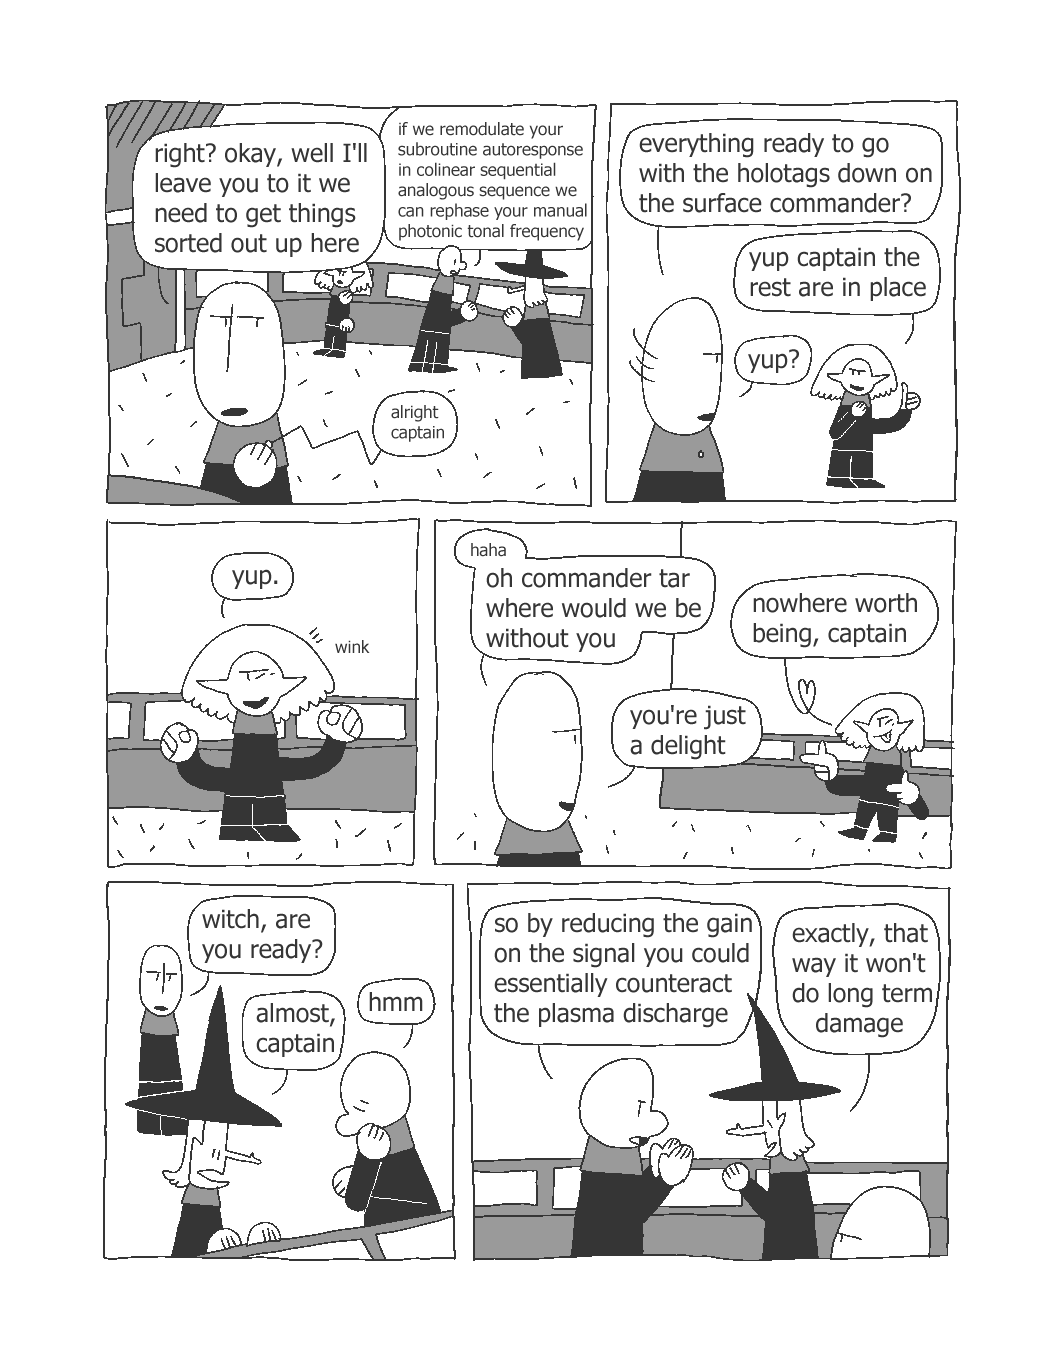 right? okay, well I'll
leave you to it we
need to get things
sorted out up here
if we remodulate your
subroutine autoresponse
in colinear sequential
analogous sequence we
can rephase your manual
photonic tonal frequency
alright
captain
everything ready to go
with the holotags down on
the surface commander?
yup captain the
rest are in place
yup?
yup.
wink
haha
oh commander tar
where would we be
without you
nowhere worth
being, captain
you're just
a delight
witch, are
you ready?
almost,
captain
hmm
so by reducing the gain
on the signal you could
essentially counteract
the plasma discharge
exactly, that
way it won't
do long term
damage